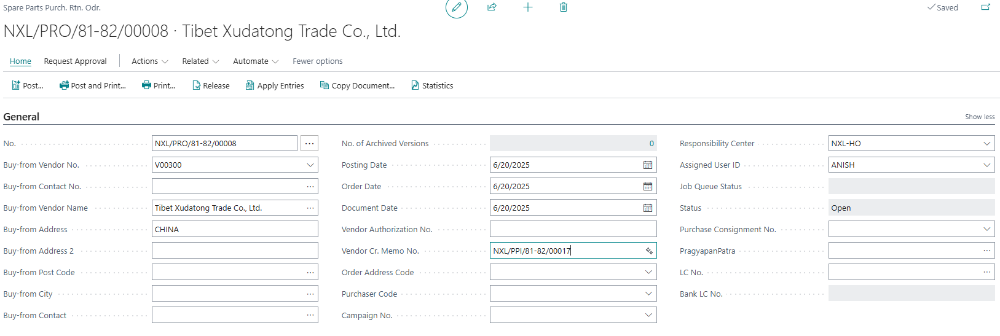 Spare Parts Purch. Rtn. Odr.
Saved
NXL/PRO/81-82/00008 · Tibet Xudatong Trade Co., Ltd.
Home Request Approval Actions Related Automate Fewer options
Post... Post and Print... Print... Release Apply Entries Copy Document... Statistics
General Show less
No. NXL/PRO/81-82/00008
Buy-from Vendor No. V00300
Buy-from Contact No.
Buy-from Vendor Name Tibet Xudatong Trade Co., Ltd.
Buy-from Address CHINA
Buy-from Address 2
Buy-from Post Code
Buy-from City
Buy-from Contact
No. of Archived Versions 0
Posting Date 6/20/2025
Order Date 6/20/2025
Document Date 6/20/2025
Vendor Authorization No.
Vendor Cr. Memo No. NXL/PPI/81-82/00017
Order Address Code
Purchaser Code
Campaign No.
Responsibility Center NXL-HO
Assigned User ID ANISH
Job Queue Status
Status Open
Purchase Consignment No.
PragyapanPatra
LC No.
Bank LC No.